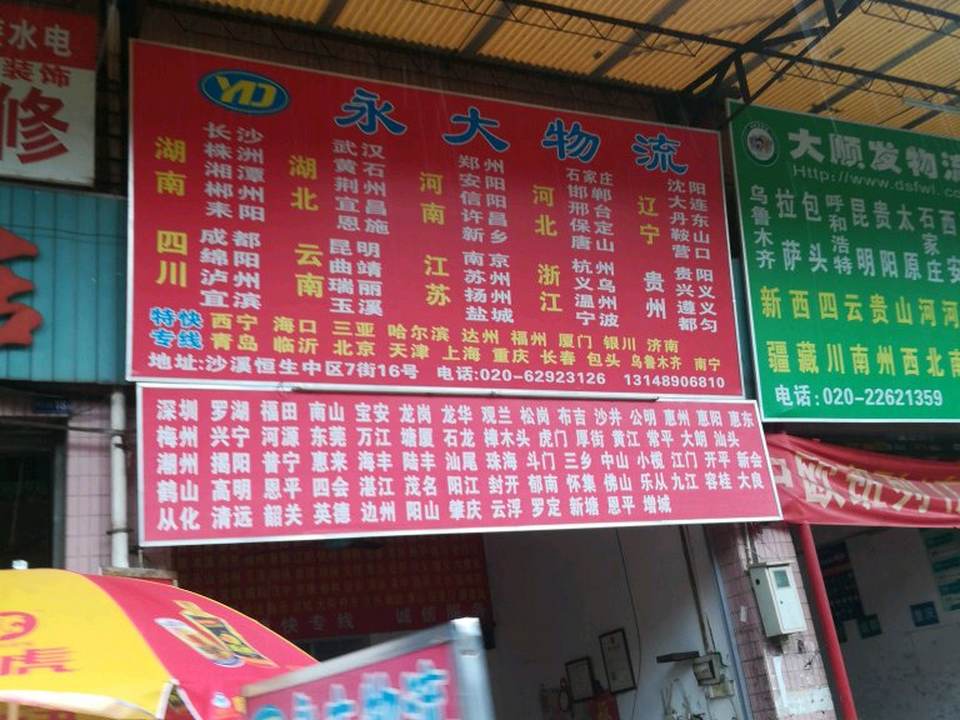 水电
装饰
修
YD
永大物流
湖南 长沙 株洲 湘潭 郴州 耒阳
湖北 武汉 黄石 荆州 宜昌 恩施
河南 郑州 安阳 信阳 许昌 新乡
河北 石家庄 邯郸 邢台 保定 唐山
辽宁 沈阳 大连 丹东 鞍山 营口
四川 成都 绵阳 泸州 宜滨
云南 昆明 曲靖 瑞丽 玉溪
江苏 南京 苏州 扬州 盐城
浙江 杭州 义乌 温州 宁波
贵州 贵阳 兴义 遵义 都匀
特快专线
西宁 海口 三亚 哈尔滨 达州 福州 厦门 银川 济南
青岛 临沂 北京 天津 上海 重庆 长春 包头 乌鲁木齐 南宁
地址:沙溪恒生中区7街16号 电话:020-62923126 13148906810
深圳 罗湖 福田 南山 宝安 龙岗 龙华 观兰 松岗 布吉 沙井 公明 惠州 惠阳 惠东
梅州 兴宁 河源 东莞 万江 塘厦 石龙 樟木头 虎门 厚街 黄江 常平 大朗 汕头
潮州 揭阳 普宁 惠来 海丰 陆丰 汕尾 珠海 斗门 三乡 中山 小榄 江门 开平 新会
鹤山 高明 恩平 四会 湛江 茂名 阳江 封开 郁南 怀集 佛山 乐从 九江 容桂 大良
从化 清远 韶关 英德 边州 阳山 肇庆 云浮 罗定 新塘 恩平 增城
大顺发物流
Http://www.dsfwl.
乌鲁木齐 拉萨 包头 呼和浩特 昆明 贵阳 太原 石家庄 西安
新西四云贵山河河
疆藏川南州西北南
电话:020-22621359
快专线
虎
永大物流